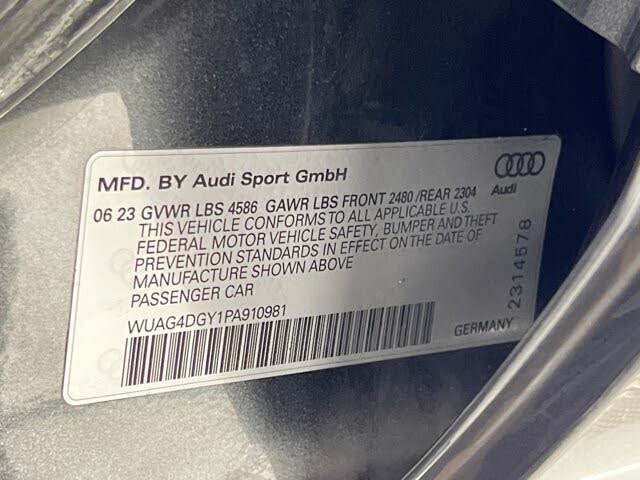 MFD. BY Audi Sport GmbH
Audi
06 23 GVWR LBS 4586 GAWR LBS FRONT 2480 /REAR 2304
THIS VEHICLE CONFORMS TO ALL APPLICABLE U.S.
FEDERAL MOTOR VEHICLE SAFETY, BUMPER AND THEFT
PREVENTION STANDARDS IN EFFECT ON THE DATE OF
MANUFACTURE SHOWN ABOVE
PASSENGER CAR
WUAG4DGY1PA910981
2314578
GERMANY